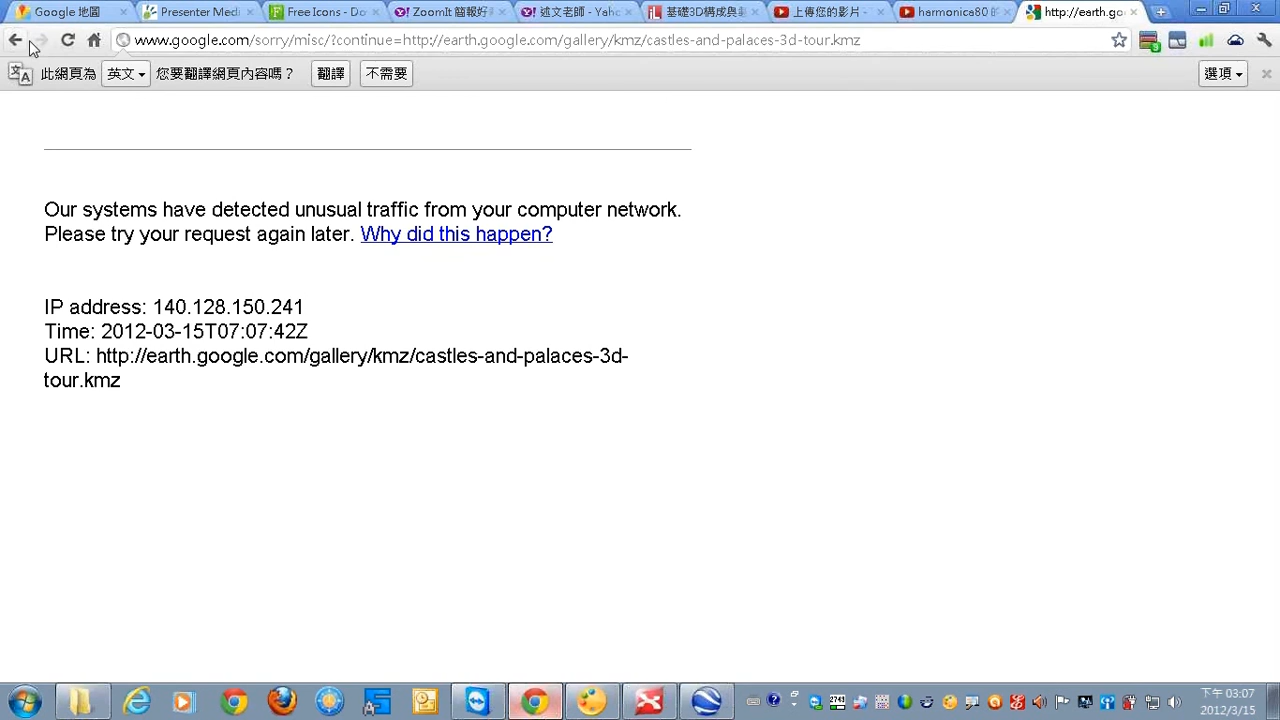 Google 地圖
Presenter Medi
Free Icons - Do
ZoomIt 簡報好
述文老師 - Yaho
基礎3D構成與
上傳您的影片 -
harmonica80 的
http://earth.go
www.google.com/sorry/misc/?continue=http://earth.google.com/gallery/kmz/castles-and-palaces-3d-tour.kmz
此網頁為 英文 您要翻譯網頁內容嗎？ 翻譯 不需要 選項
Our systems have detected unusual traffic from your computer network.
Please try your request again later. Why did this happen?
IP address: 140.128.150.241
Time: 2012-03-15T07:07:42Z
URL: http://earth.google.com/gallery/kmz/castles-and-palaces-3d-
tour.kmz
下午 03:07
2012/3/15